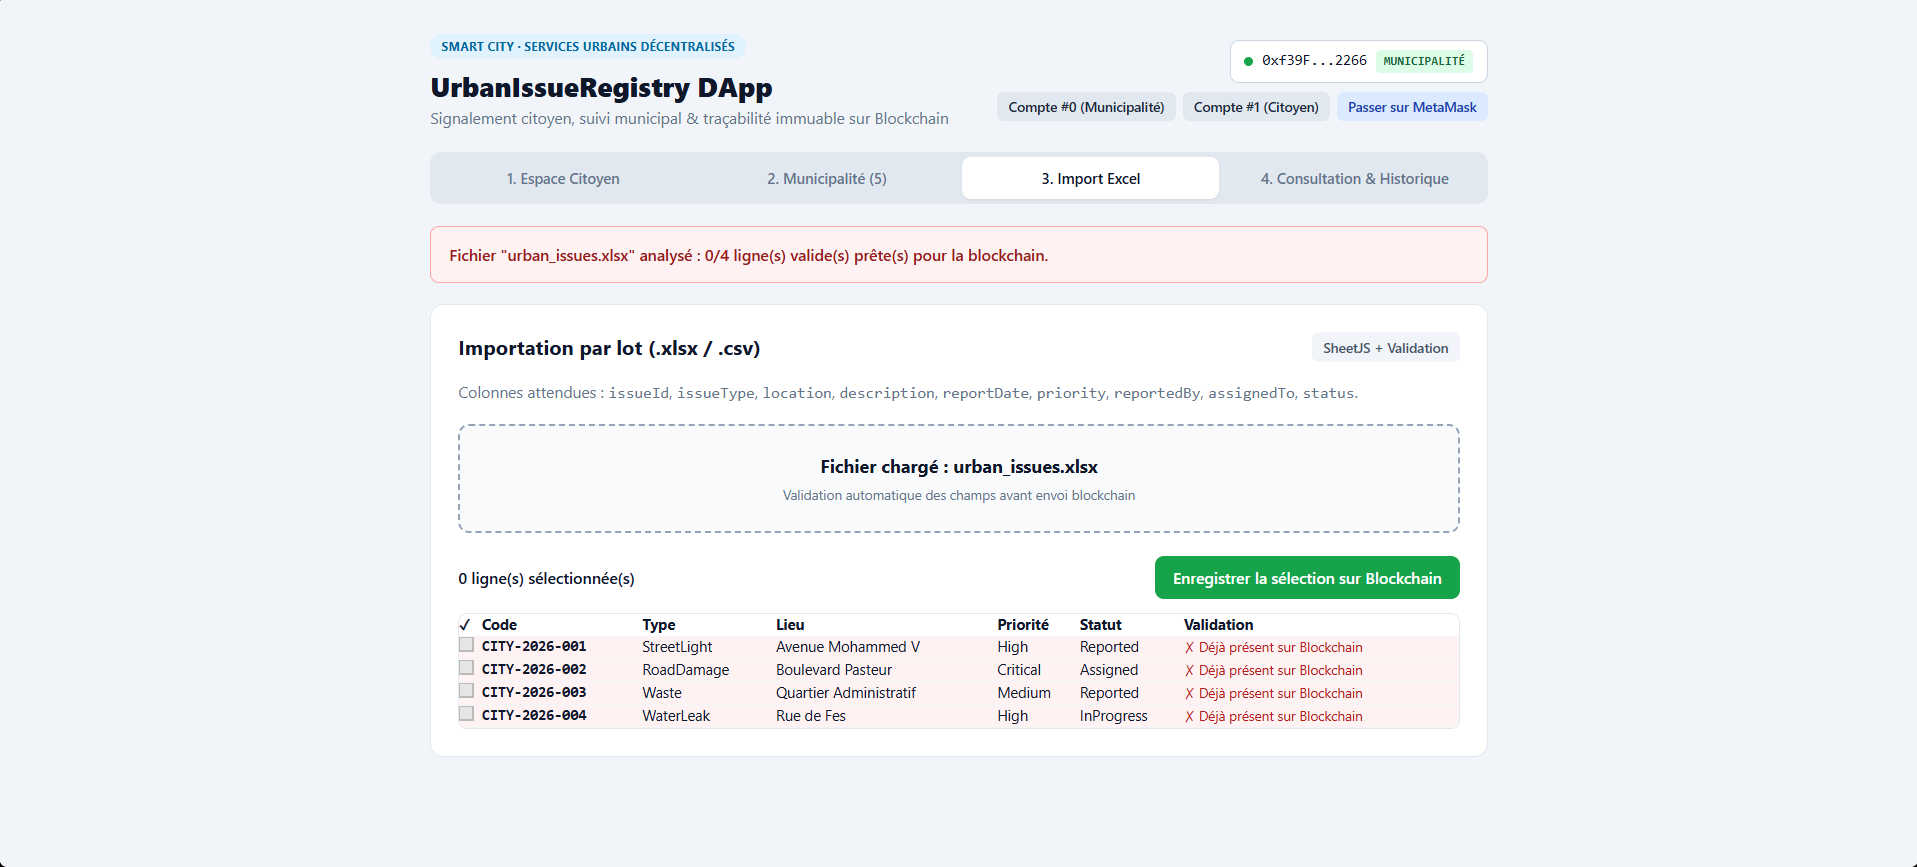 SMART CITY · SERVICES URBAINS DÉCENTRALISÉS
UrbanIssueRegistry DApp
Signalement citoyen, suivi municipal & traçabilité immuable sur Blockchain
0xf39F...2266 MUNICIPALITÉ
Compte #0 (Municipalité) Compte #1 (Citoyen) Passer sur MetaMask
1. Espace Citoyen 2. Municipalité (5) 3. Import Excel 4. Consultation & Historique
Fichier "urban_issues.xlsx" analysé : 0/4 ligne(s) valide(s) prête(s) pour la blockchain.
Importation par lot (.xlsx / .csv) SheetJS + Validation
Colonnes attendues : issueId, issueType, location, description, reportDate, priority, reportedBy, assignedTo, status.
Fichier chargé : urban_issues.xlsx
Validation automatique des champs avant envoi blockchain
0 ligne(s) sélectionnée(s) Enregistrer la sélection sur Blockchain
✓ Code Type Lieu Priorité Statut Validation
CITY-2026-001 StreetLight Avenue Mohammed V High Reported ✗ Déjà présent sur Blockchain
CITY-2026-002 RoadDamage Boulevard Pasteur Critical Assigned ✗ Déjà présent sur Blockchain
CITY-2026-003 Waste Quartier Administratif Medium Reported ✗ Déjà présent sur Blockchain
CITY-2026-004 WaterLeak Rue de Fes High InProgress ✗ Déjà présent sur Blockchain